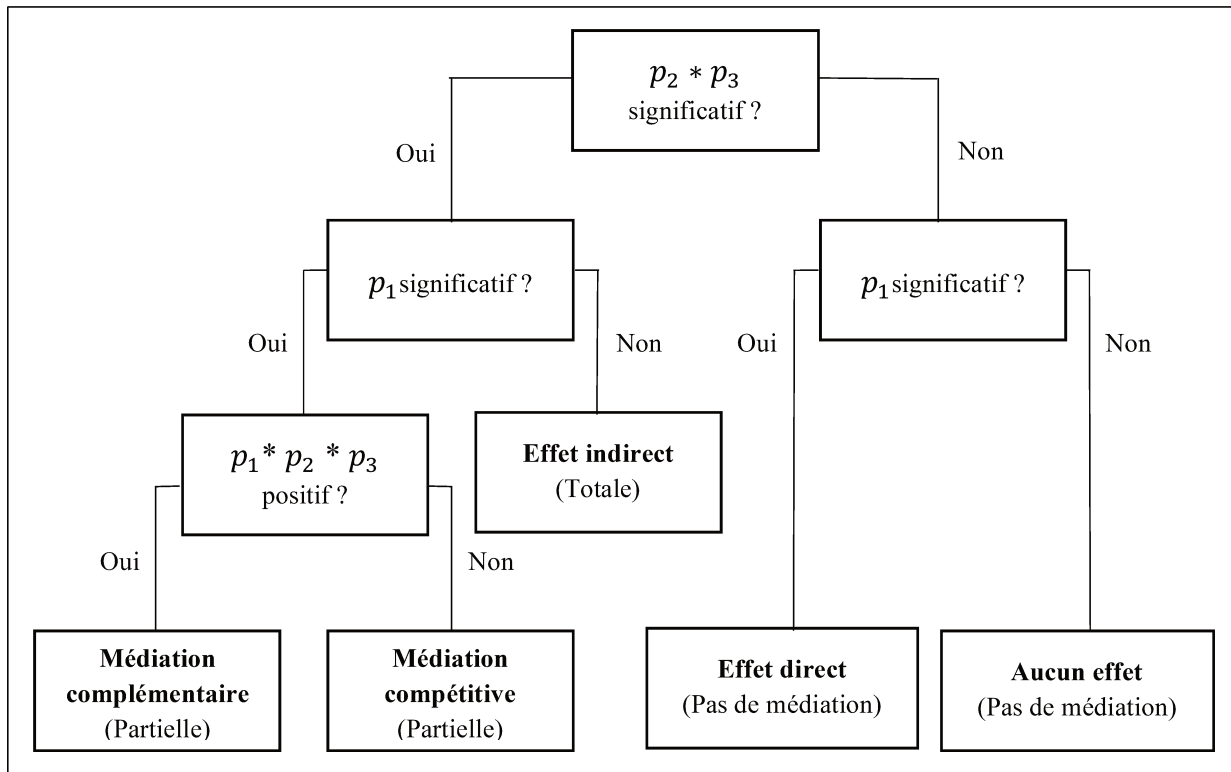 p₂ * p₃
significatif ?
Oui
Non
p₁ significatif ?
p₁ significatif ?
Oui
Non
Oui
Non
p₁* p₂ * p₃
positif ?
Effet indirect
(Totale)
Oui
Non
Médiation
complémentaire
(Partielle)
Médiation
compétitive
(Partielle)
Effet direct
(Pas de médiation)
Aucun effet
(Pas de médiation)